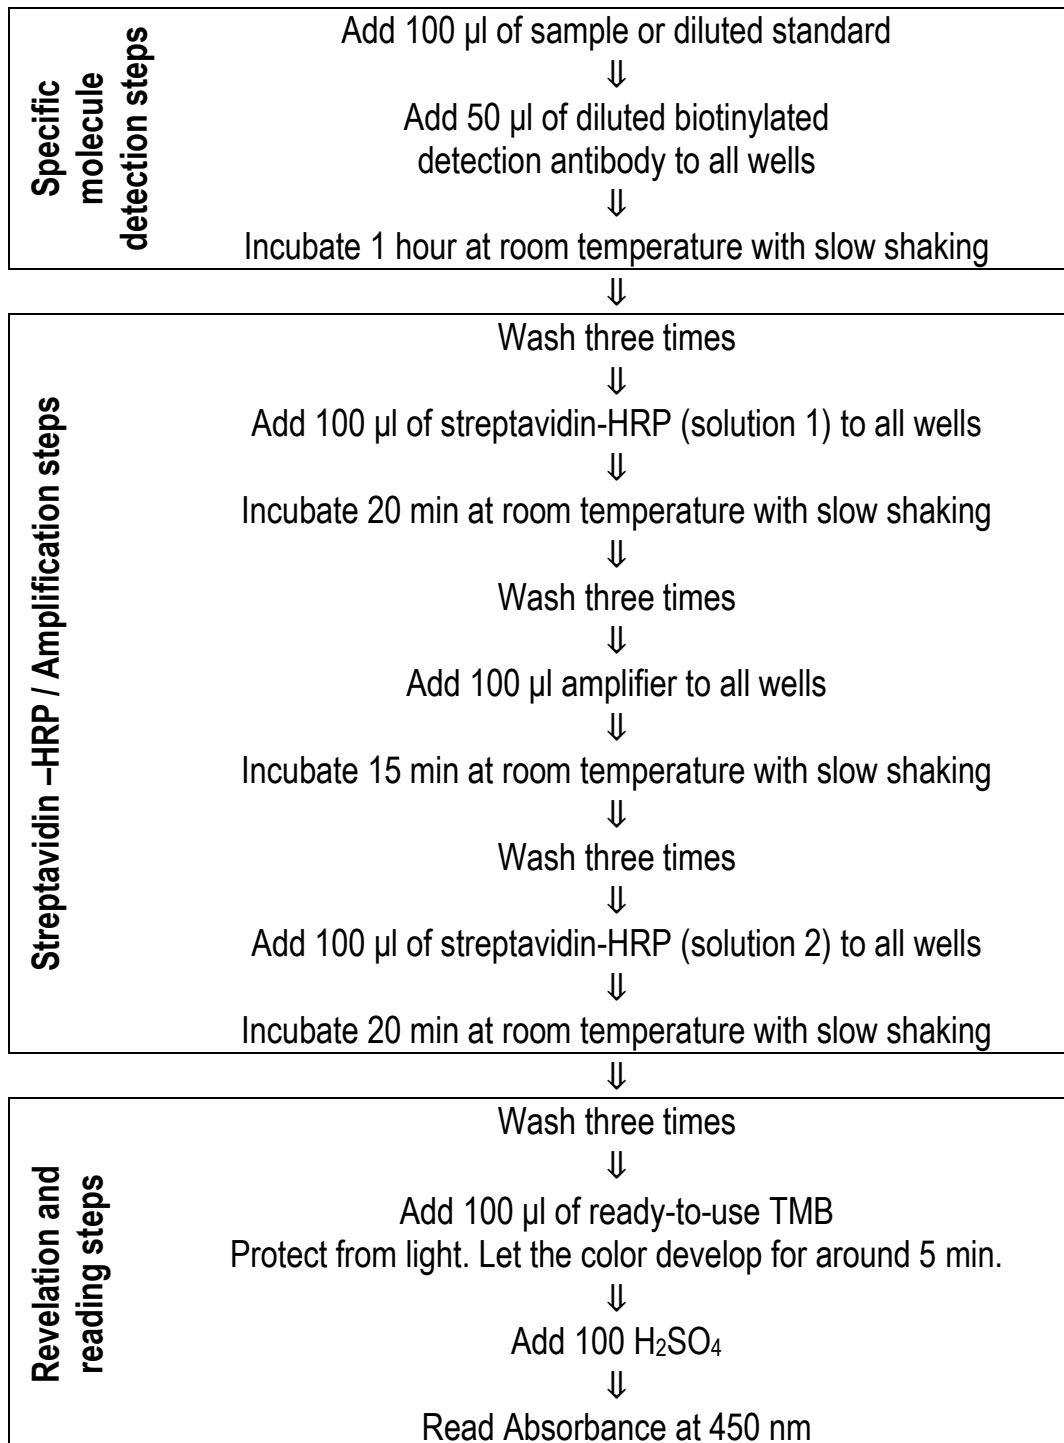 Specific
molecule
detection steps
Add 100 µl of sample or diluted standard
⇓
Add 50 µl of diluted biotinylated
detection antibody to all wells
⇓
Incubate 1 hour at room temperature with slow shaking
⇓
Streptavidin –HRP / Amplification steps
Wash three times
⇓
Add 100 µl of streptavidin-HRP (solution 1) to all wells
⇓
Incubate 20 min at room temperature with slow shaking
⇓
Wash three times
⇓
Add 100 µl amplifier to all wells
⇓
Incubate 15 min at room temperature with slow shaking
⇓
Wash three times
⇓
Add 100 µl of streptavidin-HRP (solution 2) to all wells
⇓
Incubate 20 min at room temperature with slow shaking
⇓
Revelation and
reading steps
Wash three times
⇓
Add 100 µl of ready-to-use TMB
Protect from light. Let the color develop for around 5 min.
⇓
Add 100 H₂SO₄
⇓
Read Absorbance at 450 nm